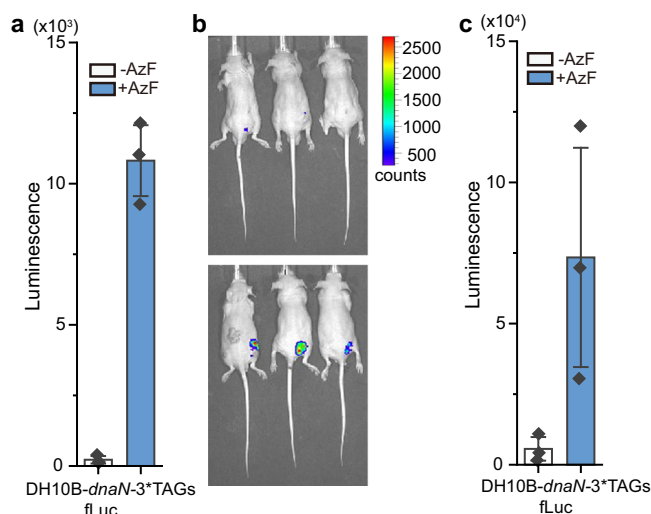 a
(x10³)
15
-AzF
+AzF
10
Luminescence
5
0
DH10B-dnaN-3*TAGs
fLuc
b
2500
2000
1500
1000
500
counts
c
(x10⁴)
15
-AzF
+AzF
10
Luminescence
5
0
DH10B-dnaN-3*TAGs
fLuc